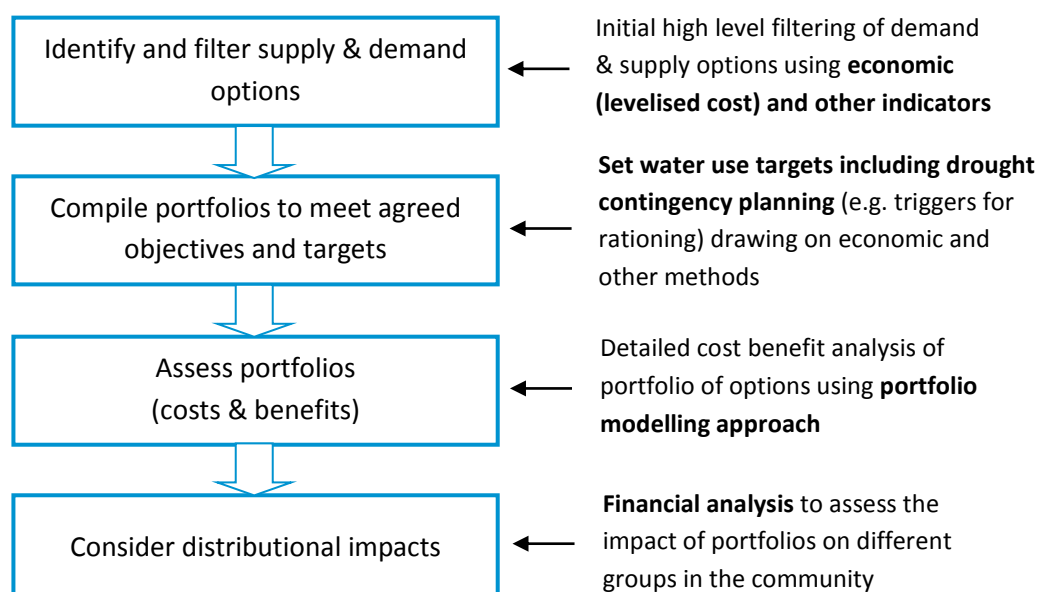 Identify and filter supply & demand
options
Initial high level filtering of demand
& supply options using economic
(levelised cost) and other indicators
Compile portfolios to meet agreed
objectives and targets
Set water use targets including drought
contingency planning (e.g. triggers for
rationing) drawing on economic and
other methods
Assess portfolios
(costs & benefits)
Detailed cost benefit analysis of
portfolio of options using portfolio
modelling approach
Consider distributional impacts
Financial analysis to assess the
impact of portfolios on different
groups in the community